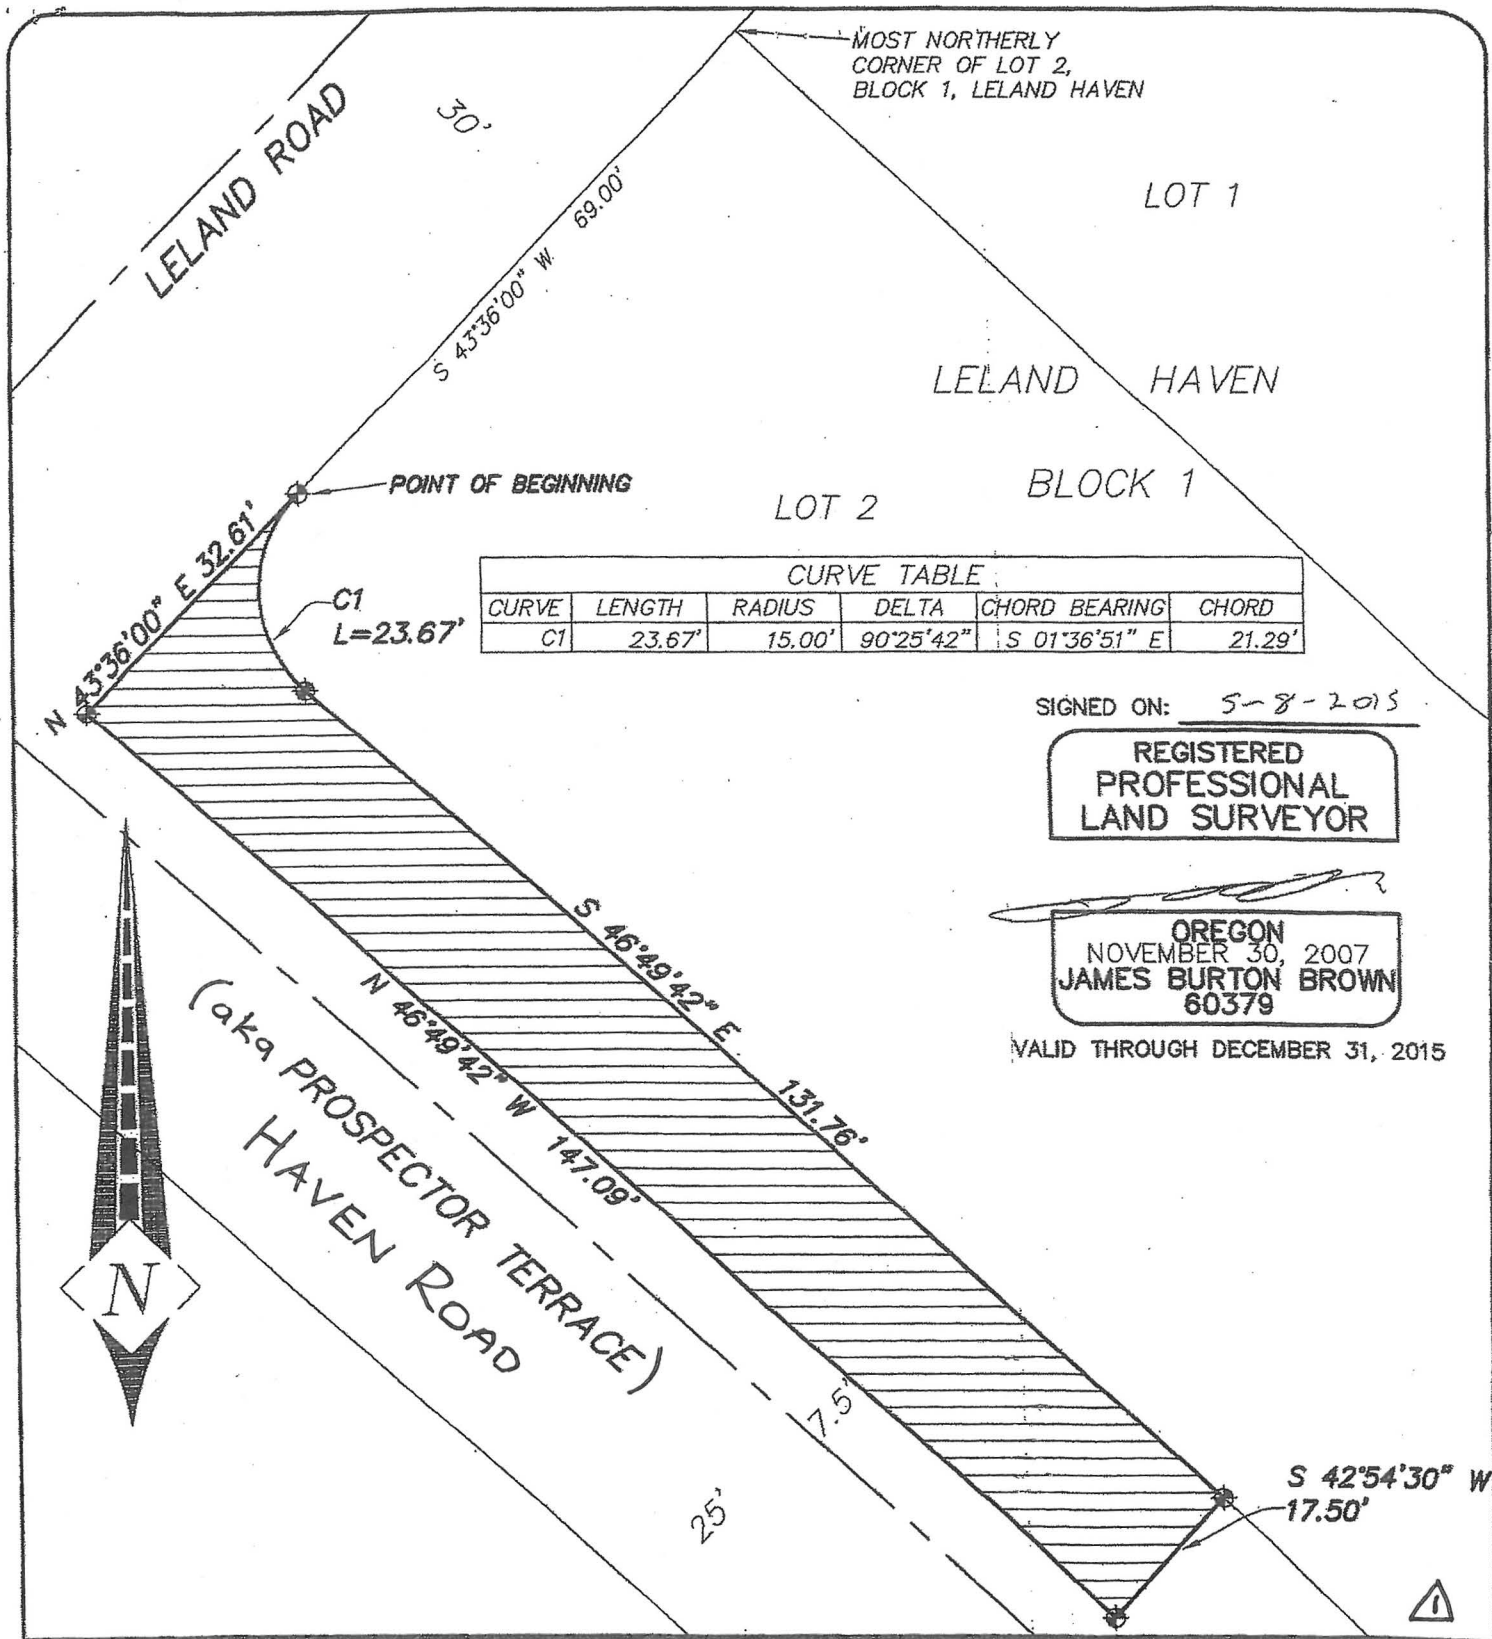 MOST NORTHERLY
CORNER OF LOT 2,
BLOCK 1, LELAND HAVEN
LELAND ROAD
30'
LOT 1
S 43°36'00" W 69.00'
LELAND HAVEN
BLOCK 1
POINT OF BEGINNING
LOT 2
N 43°36'00" E 32.61'
C1
L=23.67'
CURVE TABLE
CURVE LENGTH RADIUS DELTA CHORD BEARING CHORD
C1 23.67' 15.00' 90°25'42" S 01°36'51" E 21.29'
SIGNED ON: 5-8-2015
REGISTERED
PROFESSIONAL
LAND SURVEYOR
OREGON
NOVEMBER 30, 2007
JAMES BURTON BROWN
60379
VALID THROUGH DECEMBER 31, 2015
S 46°49'42" E 131.76'
N 46°49'42" W 147.09'
(aka PROSPECTOR TERRACE)
HAVEN ROAD
N
7.5'
25'
S 42°54'30" W
17.50'
1